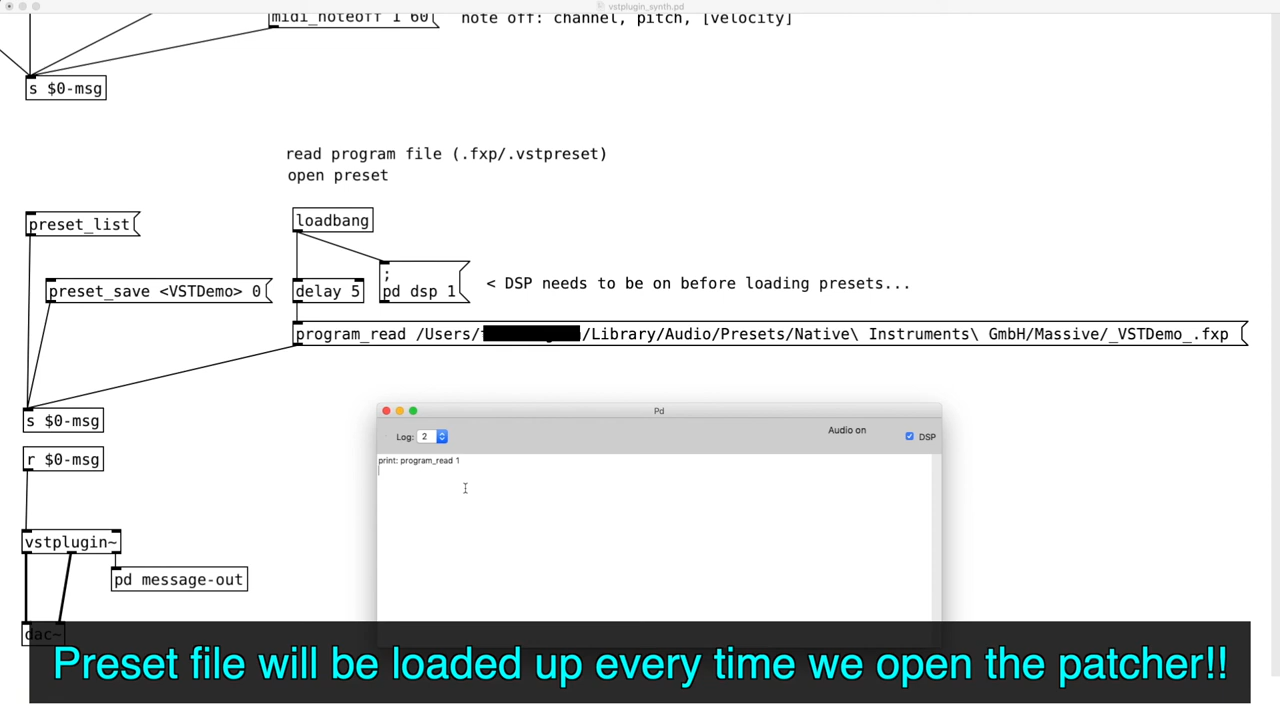 vstplugin_synth.pd
midi_noteoff 1 60
note off: channel, pitch, [velocity]
s $0-msg
read program file (.fxp/.vstpreset)
open preset
preset_list
loadbang
preset_save <VSTDemo> 0
delay 5
;
pd dsp 1
< DSP needs to be on before loading presets...
program_read /Users/ /Library/Audio/Presets/Native\ Instruments\ GmbH/Massive/_VSTDemo_.fxp
s $0-msg
Pd
Audio on
Log: 2
DSP
r $0-msg
print: program_read 1
vstplugin~
pd message-out
dac~
Preset file will be loaded up every time we open the patcher!!